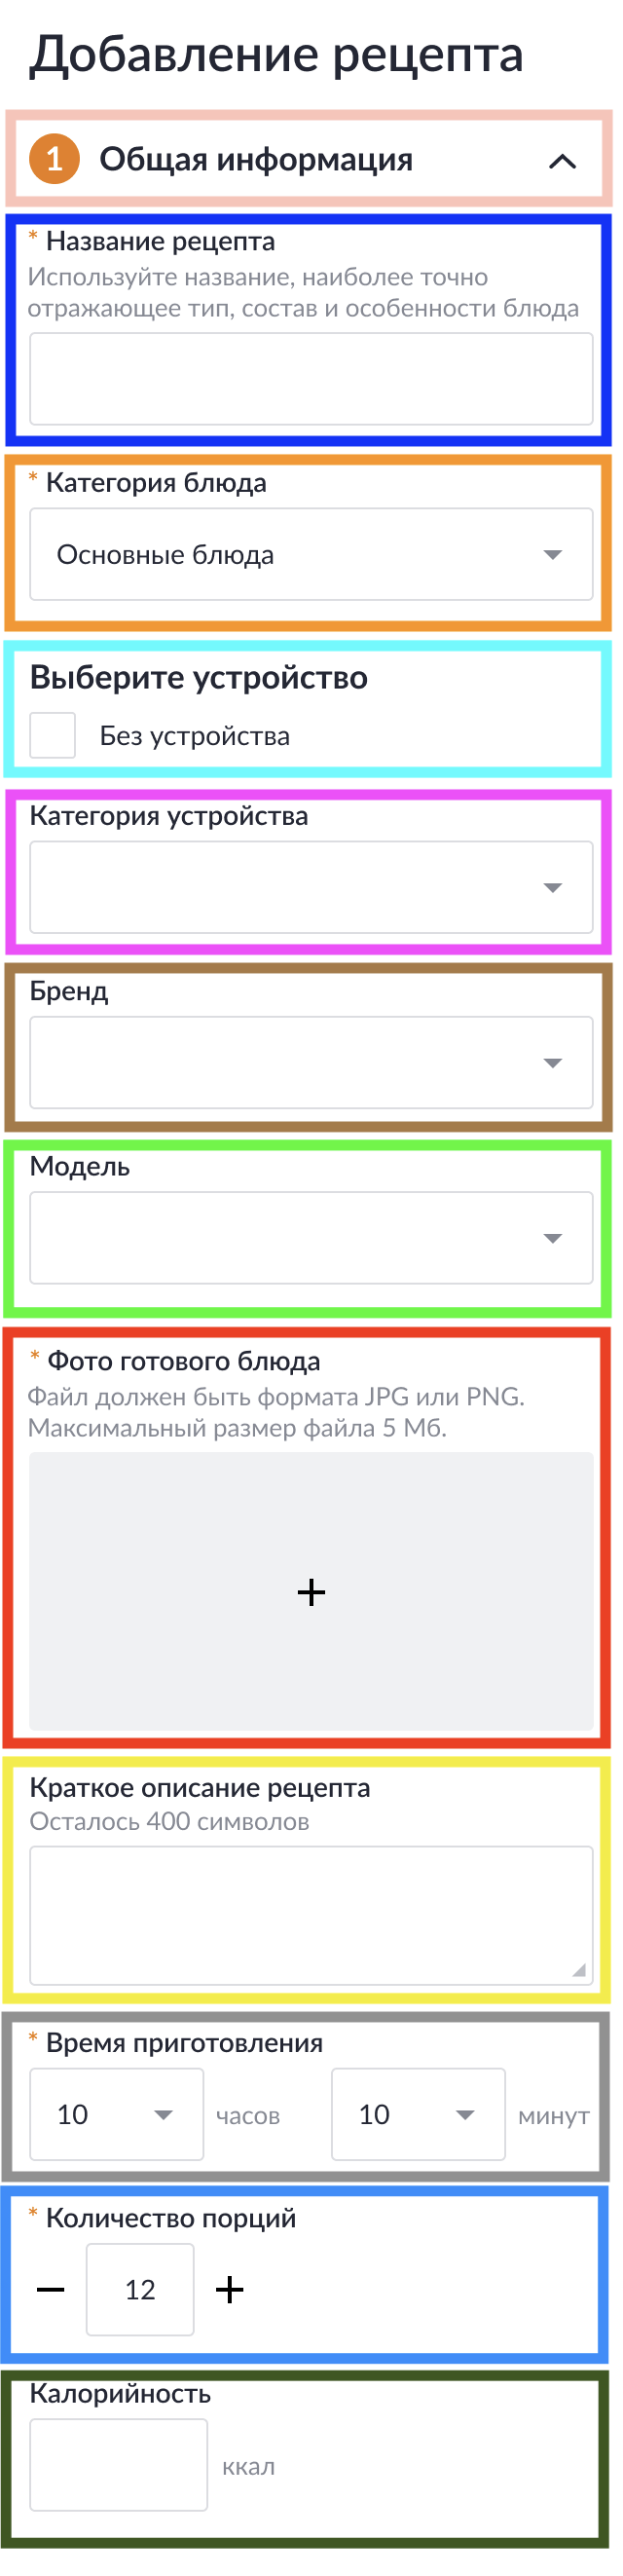 Добавление рецепта
1 Общая информация
* Название рецепта
Используйте название, наиболее точно
отражающее тип, состав и особенности блюда
* Категория блюда
Основные блюда
Выберите устройство
Без устройства
Категория устройства
Бренд
Модель
* Фото готового блюда
Файл должен быть формата JPG или PNG.
Максимальный размер файла 5 Мб.
+
Краткое описание рецепта
Осталось 400 символов
* Время приготовления
10 часов 10 минут
* Количество порций
— 12 +
Калорийность
ккал